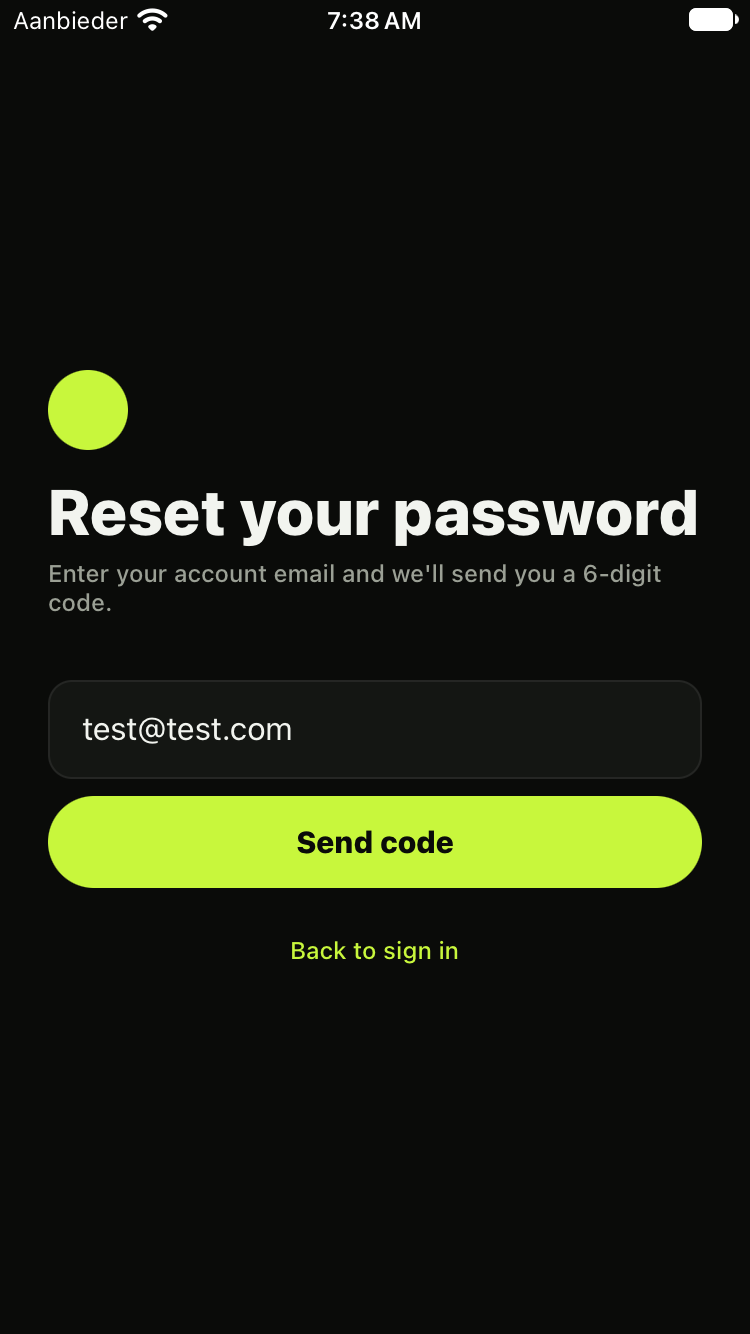 Aanbieder 7:38 AM
Reset your password
Enter your account email and we'll send you a 6-digit
code.
test@test.com
Send code
Back to sign in